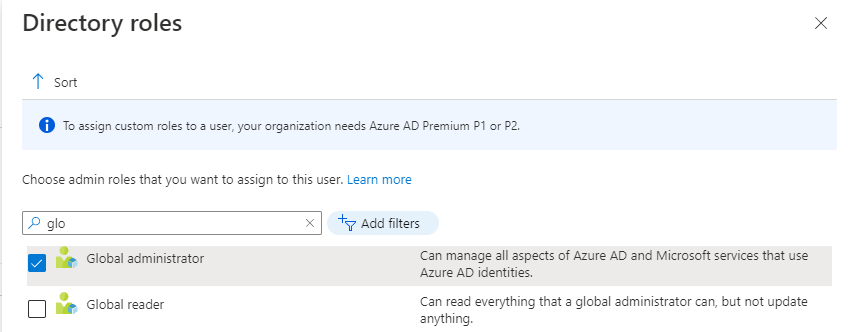 Directory roles
Sort
To assign custom roles to a user, your organization needs Azure AD Premium P1 or P2.
Choose admin roles that you want to assign to this user. Learn more
glo
Add filters
Global administrator
Can manage all aspects of Azure AD and Microsoft services that use
Azure AD identities.
Global reader
Can read everything that a global administrator can, but not update
anything.